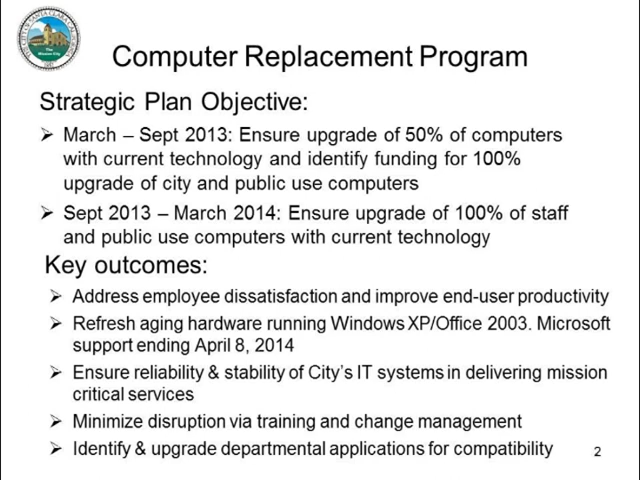 Computer Replacement Program
Strategic Plan Objective:
➢ March – Sept 2013: Ensure upgrade of 50% of computers
with current technology and identify funding for 100%
upgrade of city and public use computers
➢ Sept 2013 – March 2014: Ensure upgrade of 100% of staff
and public use computers with current technology
Key outcomes:
➢ Address employee dissatisfaction and improve end-user productivity
➢ Refresh aging hardware running Windows XP/Office 2003. Microsoft
support ending April 8, 2014
➢ Ensure reliability & stability of City's IT systems in delivering mission
critical services
➢ Minimize disruption via training and change management
➢ Identify & upgrade departmental applications for compatibility
2